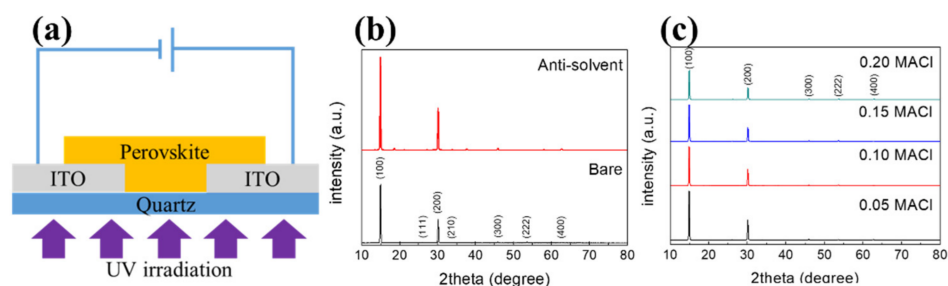 (a)
Perovskite
ITO
ITO
Quartz
UV irradiation
(b)
Anti-solvent
Bare
(100)
(111)
(200)
(210)
(300)
(222)
(400)
intensity (a.u.)
10 20 30 40 50 60 70 80
2theta (degree)
(c)
(100)
(200)
(300)
(222)
(400)
0.20 MACl
0.15 MACl
0.10 MACl
0.05 MACl
intensity (a.u.)
10 20 30 40 50 60 70 80
2theta (degree)